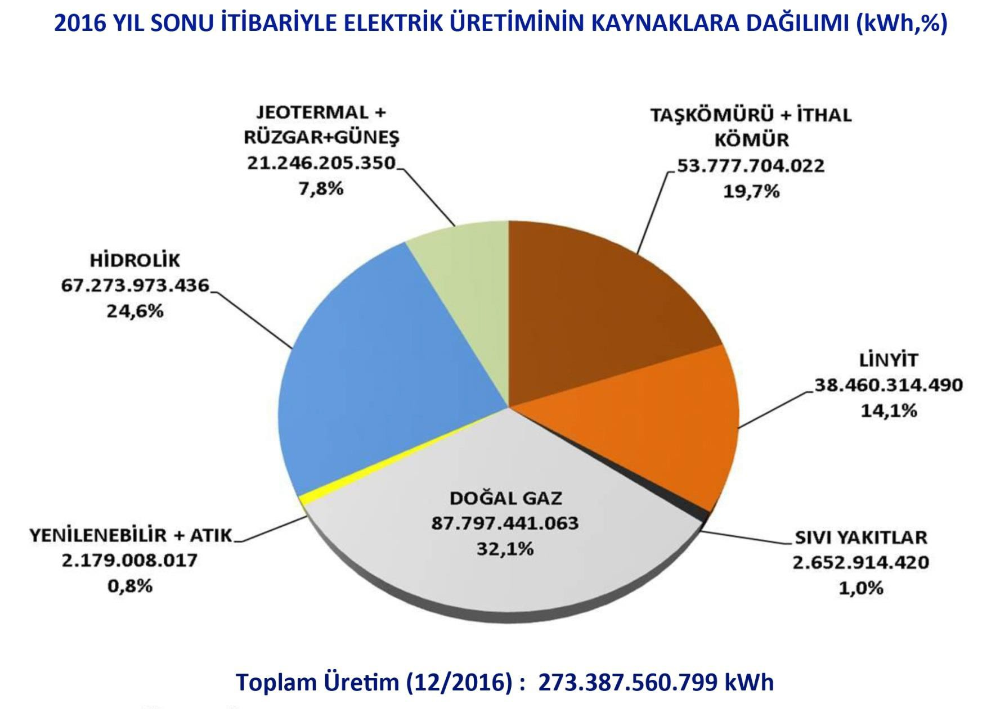 2016 YIL SONU İTİBARİYLE ELEKTRİK ÜRETİMİNİN KAYNAKLARA DAĞILIMI (kWh,%)
JEOTERMAL +
RÜZGAR+GÜNEŞ
21.246.205.350
7,8%
TAŞKÖMÜRÜ + İTHAL
KÖMÜR
53.777.704.022
19,7%
HİDROLİK
67.273.973.436
24,6%
LİNYİT
38.460.314.490
14,1%
DOĞAL GAZ
87.797.441.063
32,1%
YENİLENEBİLİR + ATIK
2.179.008.017
0,8%
SIVI YAKITLAR
2.652.914.420
1,0%
Toplam Üretim (12/2016) : 273.387.560.799 kWh